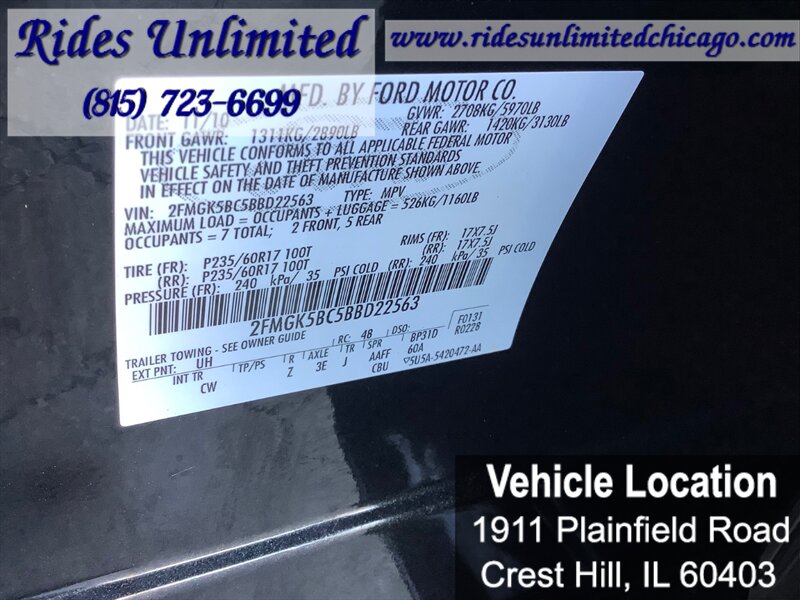 Rides Unlimited
(815) 723-6699
www.ridesunlimitedchicago.com
MFD. BY FORD MOTOR CO.
DATE: /10 GVWR: 2708KG/5970LB
FRONT GAWR: 1311KG/2890LB REAR GAWR: 1420KG/3130LB
THIS VEHICLE CONFORMS TO ALL APPLICABLE FEDERAL MOTOR
VEHICLE SAFETY AND THEFT PREVENTION STANDARDS
IN EFFECT ON THE DATE OF MANUFACTURE SHOWN ABOVE.
VIN: 2FMGK5BC5BBD22563 TYPE: MPV
MAXIMUM LOAD = OCCUPANTS + LUGGAGE = 526KG/1160LB
OCCUPANTS = 7 TOTAL; 2 FRONT, 5 REAR
TIRE (FR): P235/60R17 100T RIMS (FR): 17X7.5J
(RR): P235/60R17 100T (RR): 17X7.5J
PRESSURE (FR): 240 kPa/ 35 PSI COLD (RR): 240 kPa/ 35 PSI COLD
2FMGK5BC5BBD22563
TRAILER TOWING - SEE OWNER GUIDE RC: 4B DSO: F0131
EXT PNT: UH R AXLE TR SPR BP31D R0228
INT TR TP/PS Z 3E J AAFF 60A
CW CBU 5U5A-5420472-AA
Vehicle Location
1911 Plainfield Road
Crest Hill, IL 60403